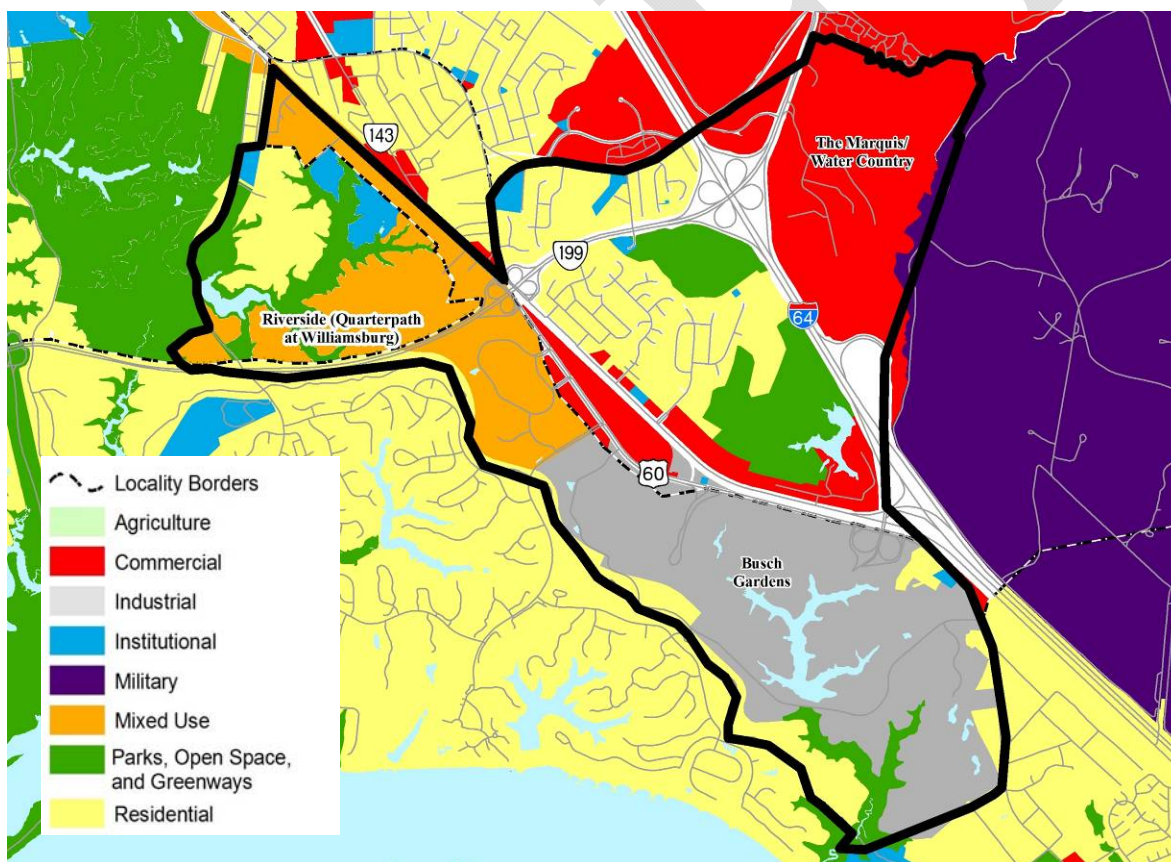 143
The Marquis/
Water Country
199
Riverside (Quarterpath
at Williamsburg)
64
60
Busch
Gardens
Locality Borders
Agriculture
Commercial
Industrial
Institutional
Military
Mixed Use
Parks, Open Space,
and Greenways
Residential